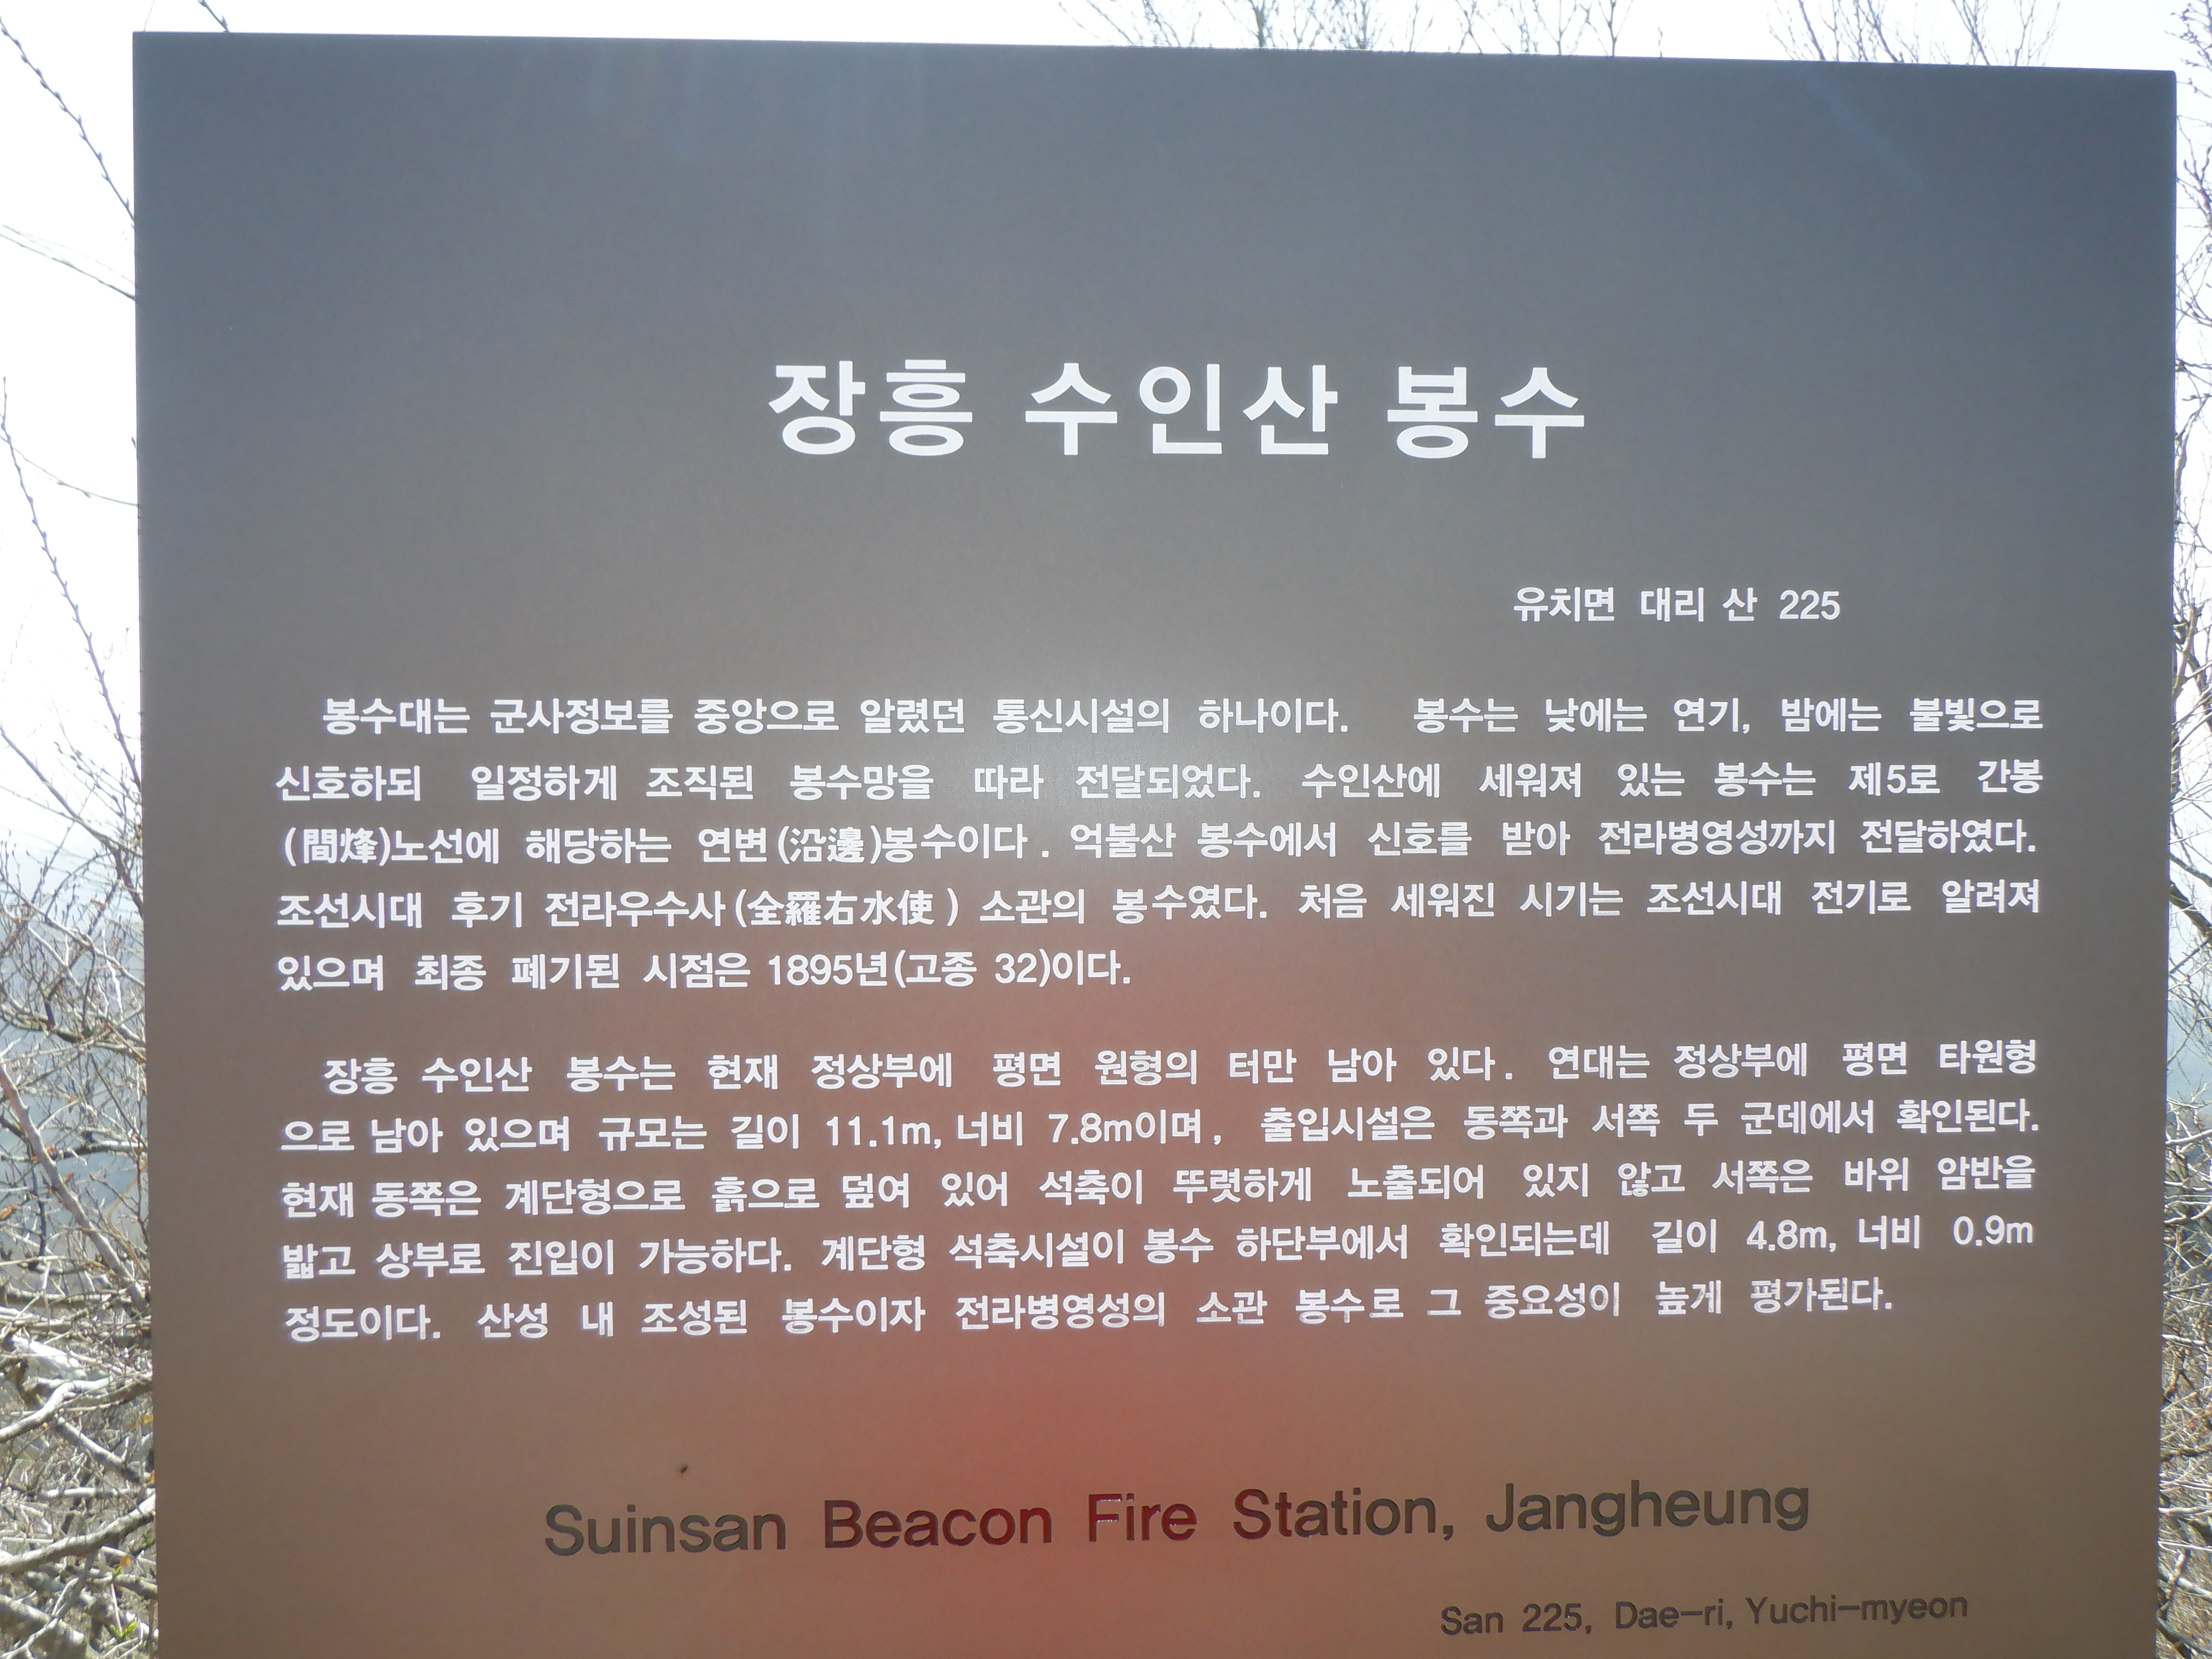 장흥 수인산 봉수
유치면 대리 산 225
봉수대는 군사정보를 중앙으로 알렸던 통신시설의 하나이다. 봉수는 낮에는 연기, 밤에는 불빛으로
신호하되 일정하게 조직된 봉수망을 따라 전달되었다. 수인산에 세워져 있는 봉수는 제5로 간봉
(間烽)노선에 해당하는 연변(沿邊)봉수이다. 억불산 봉수에서 신호를 받아 전라병영성까지 전달하였다.
조선시대 후기 전라우수사(全羅右水使) 소관의 봉수였다. 처음 세워진 시기는 조선시대 전기로 알려져
있으며 최종 폐기된 시점은 1895년(고종 32)이다.
장흥 수인산 봉수는 현재 정상부에 평면 원형의 터만 남아 있다. 연대는 정상부에 평면 타원형
으로 남아 있으며 규모는 길이 11.1m, 너비 7.8m이며, 출입시설은 동쪽과 서쪽 두 군데에서 확인된다.
현재 동쪽은 계단형으로 흙으로 덮여 있어 석축이 뚜렷하게 노출되어 있지 않고 서쪽은 바위 암반을
밟고 상부로 진입이 가능하다. 계단형 석축시설이 봉수 하단부에서 확인되는데 길이 4.8m, 너비 0.9m
정도이다. 산성 내 조성된 봉수이자 전라병영성의 소관 봉수로 그 중요성이 높게 평가된다.
Suinsan Beacon Fire Station, Jangheung
San 225, Dae-ri, Yuchi-myeon